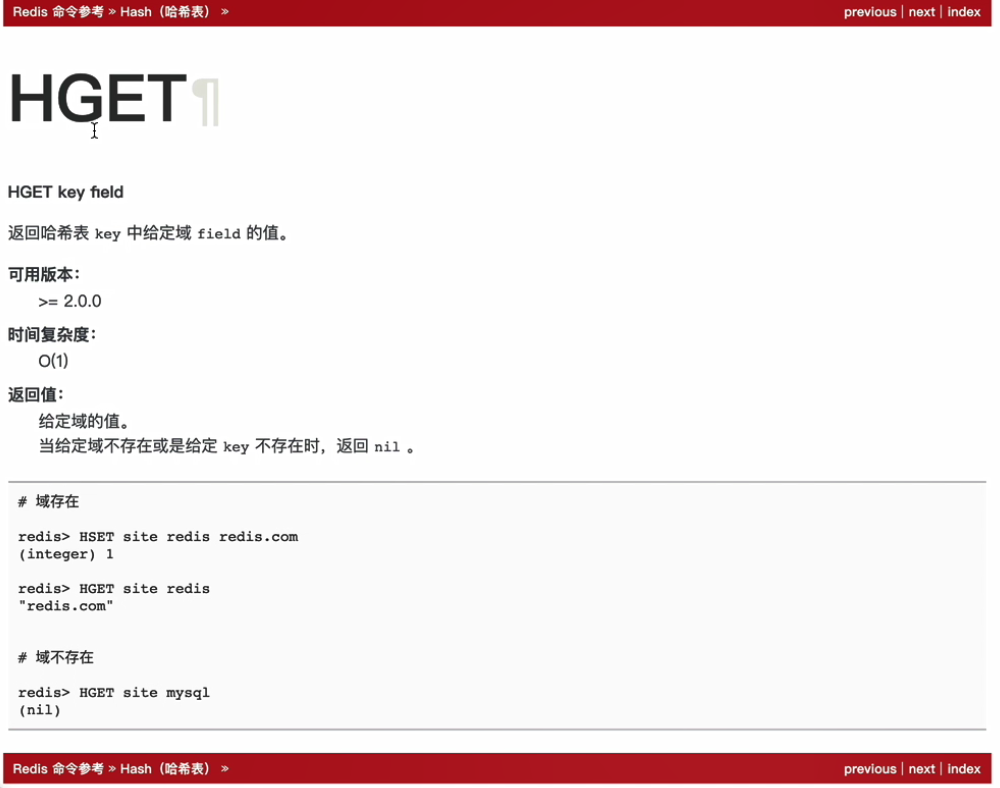 Redis 命令参考 » Hash（哈希表） » previous | next | index
HGET¶
HGET key field
返回哈希表 key 中给定域 field 的值。
可用版本：
>= 2.0.0
时间复杂度：
O(1)
返回值：
给定域的值。
当给定域不存在或是给定 key 不存在时，返回 nil 。
# 域存在
redis> HSET site redis redis.com
(integer) 1
redis> HGET site redis
"redis.com"
# 域不存在
redis> HGET site mysql
(nil)
Redis 命令参考 » Hash（哈希表） » previous | next | index